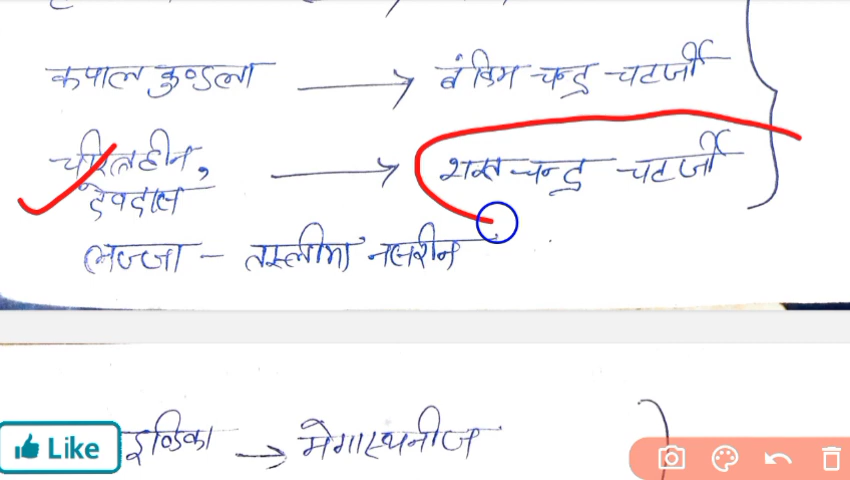 कपाल कुण्डला → बंकिम चन्द्र चटर्जी
चरित्रहीन, → शरत चन्द्र चटर्जी
देवदास
लज्जा - तस्लीमा नसरीन
इण्डिका → मेगास्थनीज
Like